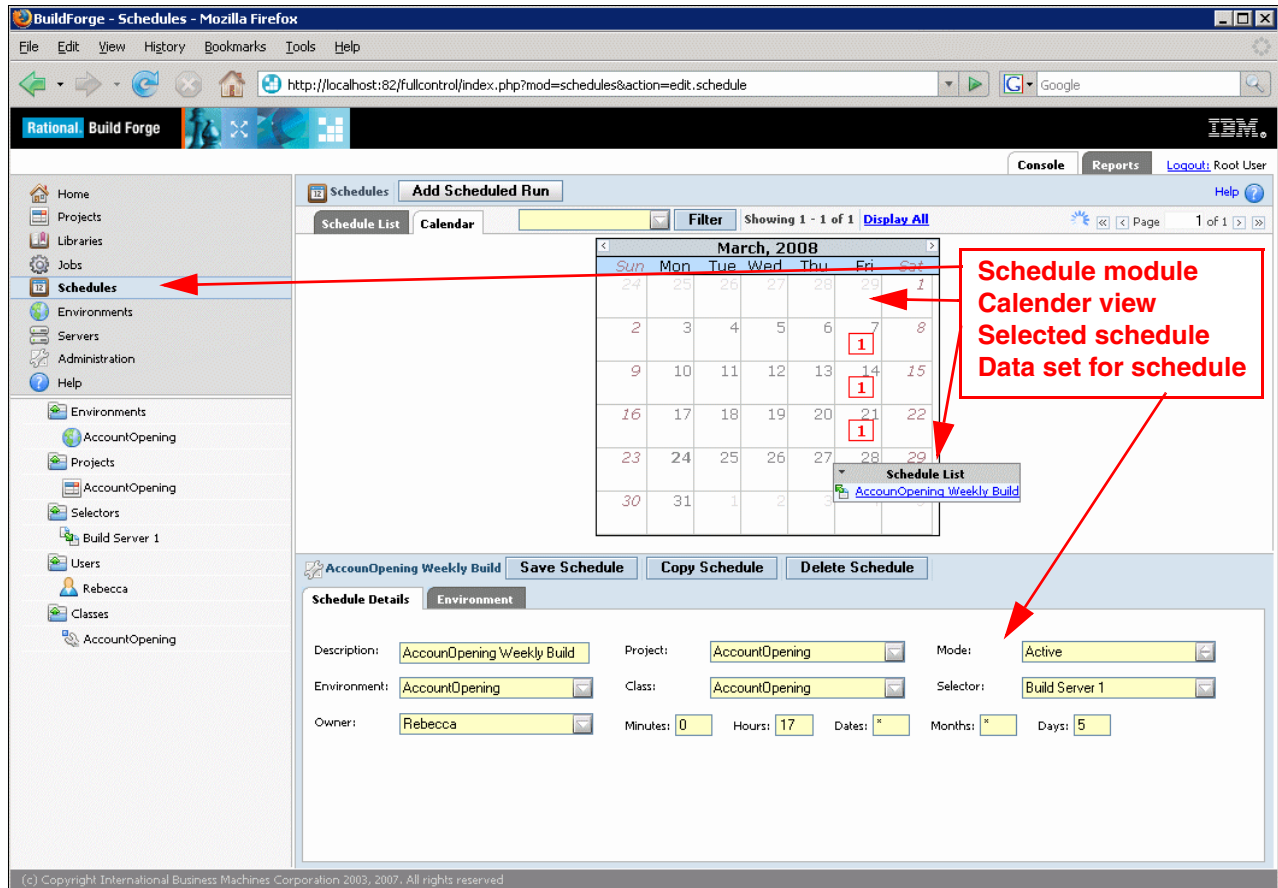 BuildForge - Schedules - Mozilla Firefox
File Edit View History Bookmarks Tools Help
http://localhost:82/fullcontrol/index.php?mod=schedules&action=edit.schedule
G Google
Rational. Build Forge
IBM.
Console Reports Logout: Root User
Home
Projects
Libraries
Jobs
12 Schedules
Environments
Servers
Administration
Help
Environments
AccountOpening
Projects
AccountOpening
Selectors
Build Server 1
Users
Rebecca
Classes
AccountOpening
12 Schedules Add Scheduled Run Help
Schedule List Calendar Filter Showing 1 - 1 of 1 Display All Page 1 of 1
March, 2008
Sun Mon Tue Wed Thu Fri Sat
24 25 26 27 28 29 1
2 3 4 5 6 7 8
1
9 10 11 12 13 14 15
1
16 17 18 19 20 21 22
1
23 24 25 26 27 28 29
30 31 1 2 3
Schedule List
AccounOpening Weekly Build
Schedule module
Calender view
Selected schedule
Data set for schedule
AccounOpening Weekly Build Save Schedule Copy Schedule Delete Schedule
Schedule Details Environment
Description: AccounOpening Weekly Build Project: AccountOpening Mode: Active
Environment: AccountOpening Class: AccountOpening Selector: Build Server 1
Owner: Rebecca Minutes: 0 Hours: 17 Dates: * Months: * Days: 5
(c) Copyright International Business Machines Corporation 2003, 2007. All rights reserved